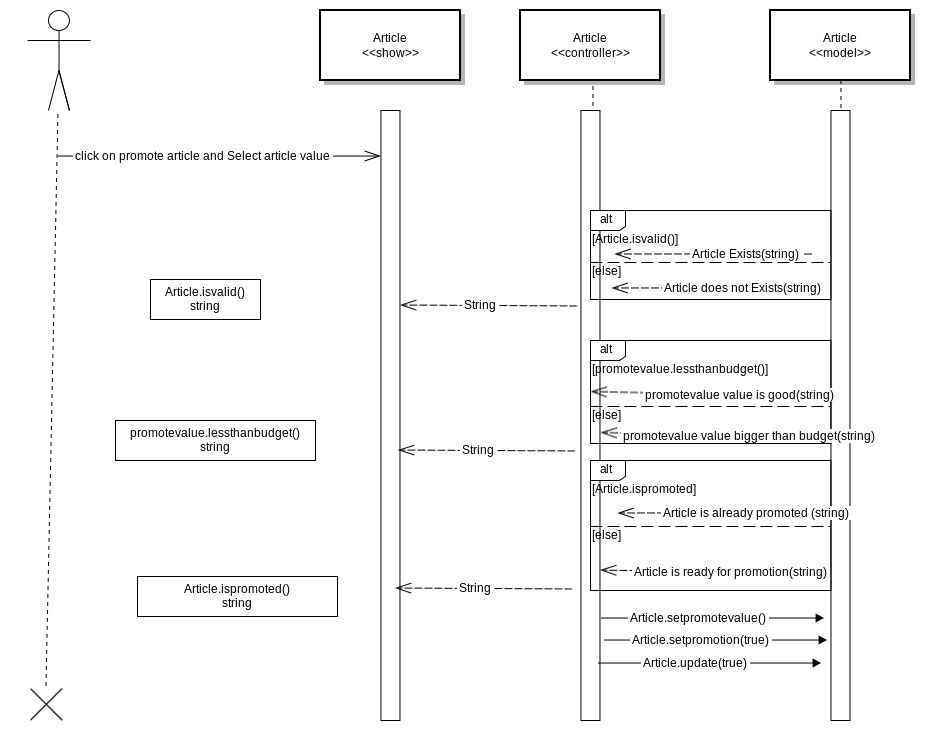 Article
<<show>>
Article
<<controller>>
Article
<<model>>
click on promote article and Select article value
alt
[Article.isvalid()]
Article Exists(string)
[else]
Article does not Exists(string)
Article.isvalid()
string
String
alt
[promotevalue.lessthanbudget()]
promotevalue value is good(string)
[else]
promotevalue value bigger than budget(string)
promotevalue.lessthanbudget()
string
String
alt
[Article.ispromoted]
Article is already promoted (string)
[else]
Article is ready for promotion(string)
Article.ispromoted()
string
String
Article.setpromotevalue()
Article.setpromotion(true)
Article.update(true)